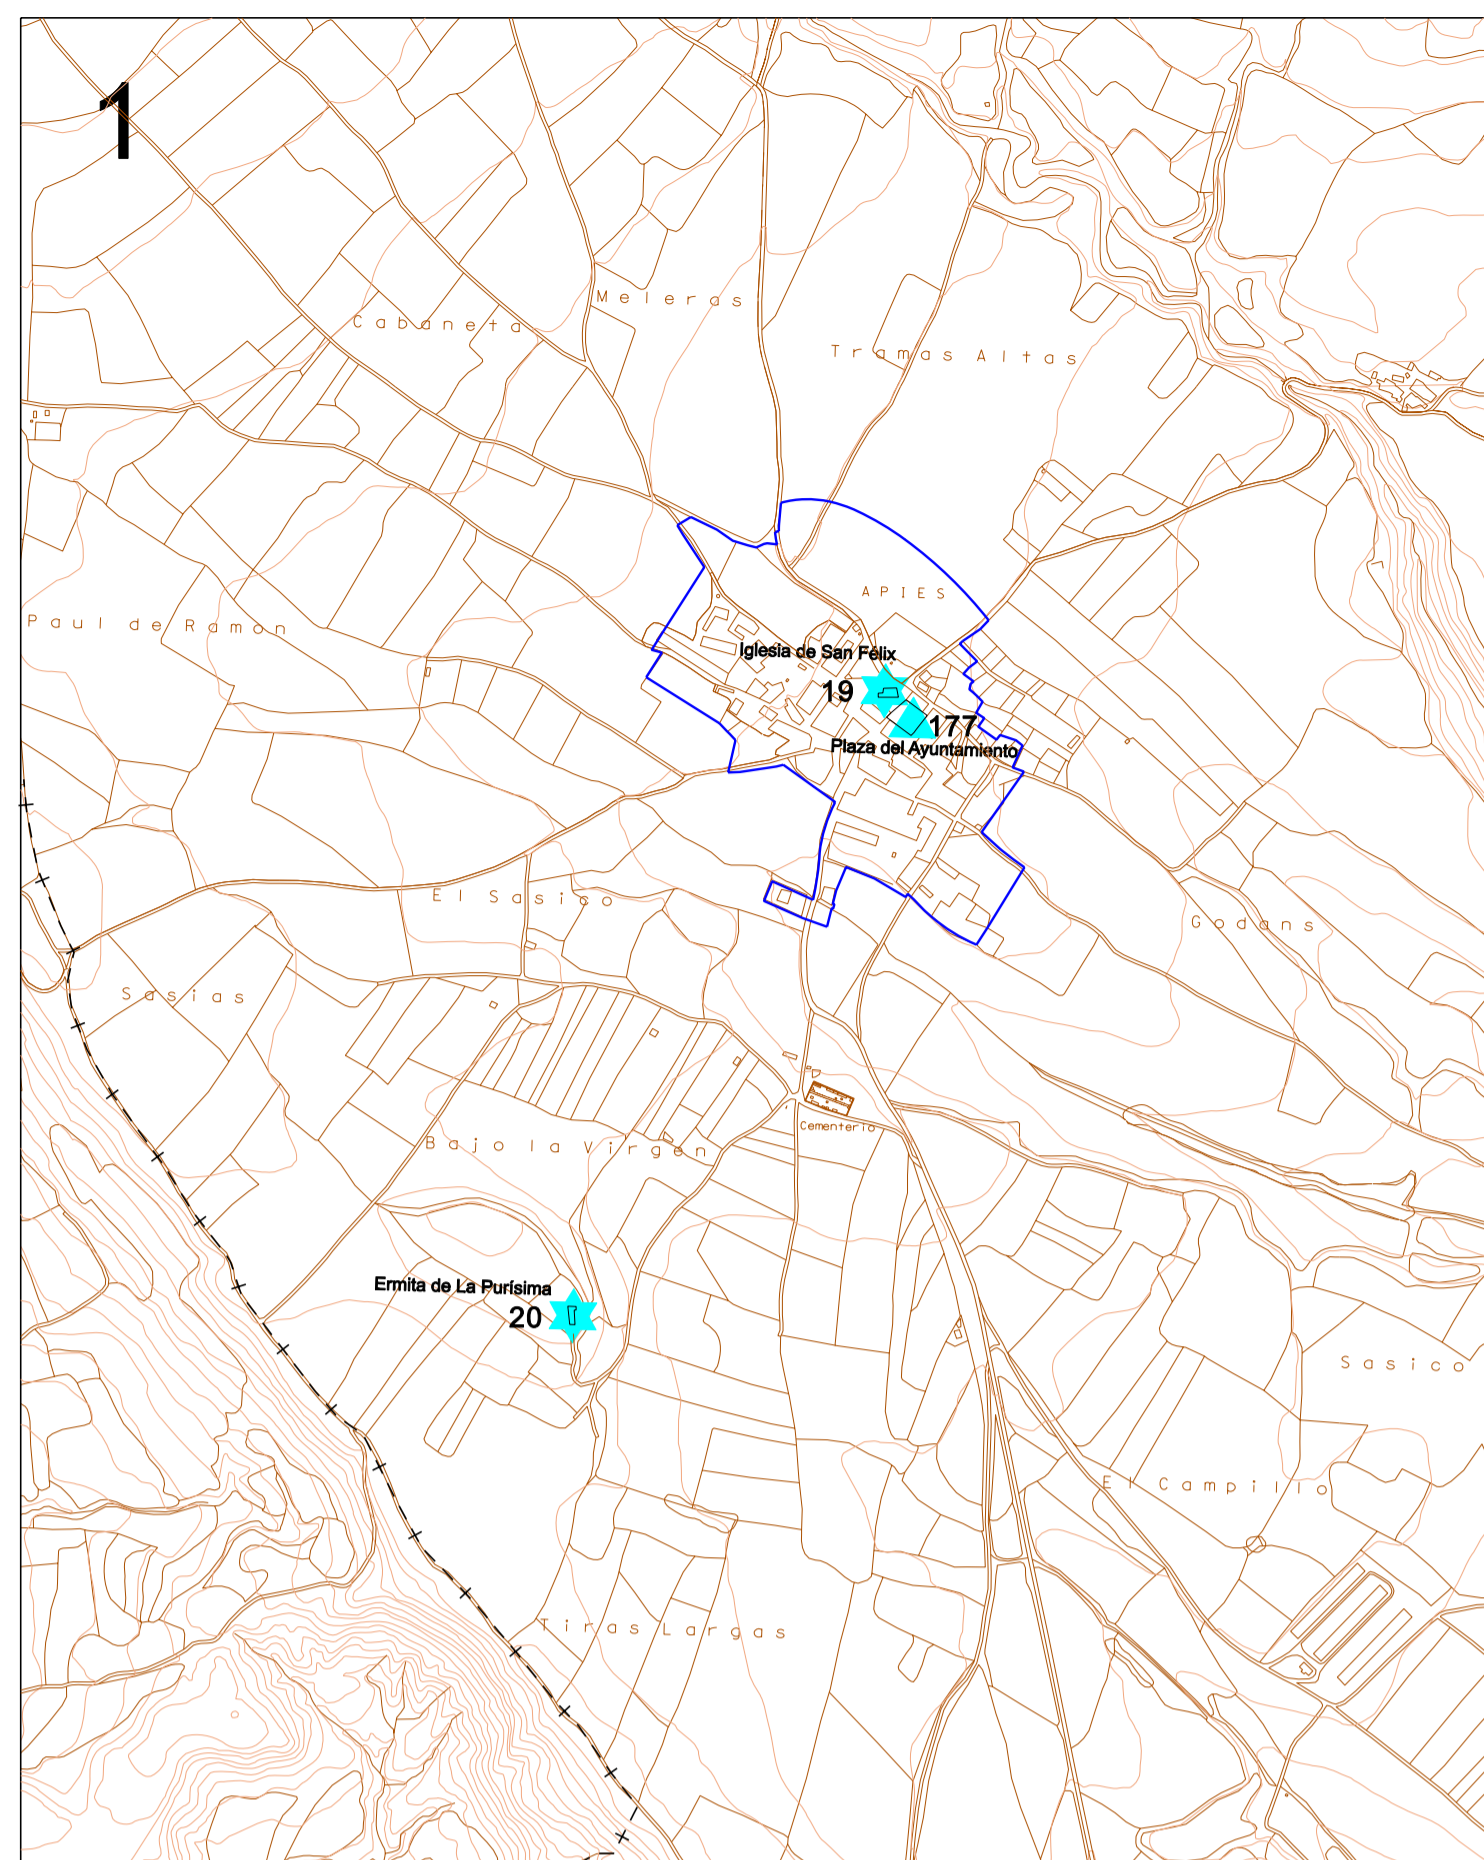 1
Meleras
Cabaneta
Tramas Altas
APIES
Paul de Ramon
Iglesia de San Félix
19
177
Plaza del Ayuntamiento
El Sasico
Godans
Sasias
Cementerio
Bajo la Virgen
Ermita de La Purísima
20
Sasico
El Campillo
Tiras Largas